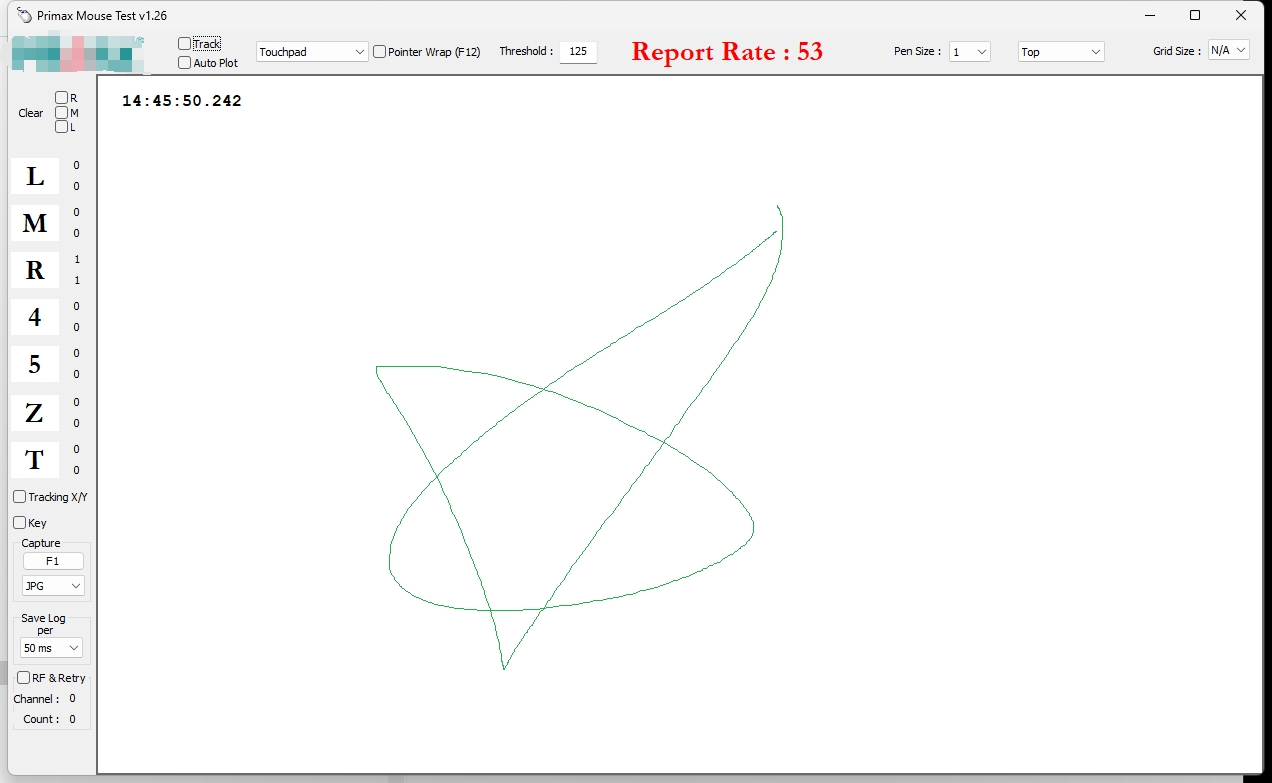 Primax Mouse Test v1.26
Track
Auto Plot
Touchpad
Pointer Wrap (F12)
Threshold : 125
Report Rate : 53
Pen Size : 1
Top
Grid Size : N/A
14:45:50.242
Clear
R
M
L
L 0 0
M 0 0
R 1 1
4 0 0
5 0 0
Z 0 0
T 0 0
Tracking X/Y
Key
Capture
F1
JPG
Save Log
per
50 ms
RF & Retry
Channel : 0
Count : 0